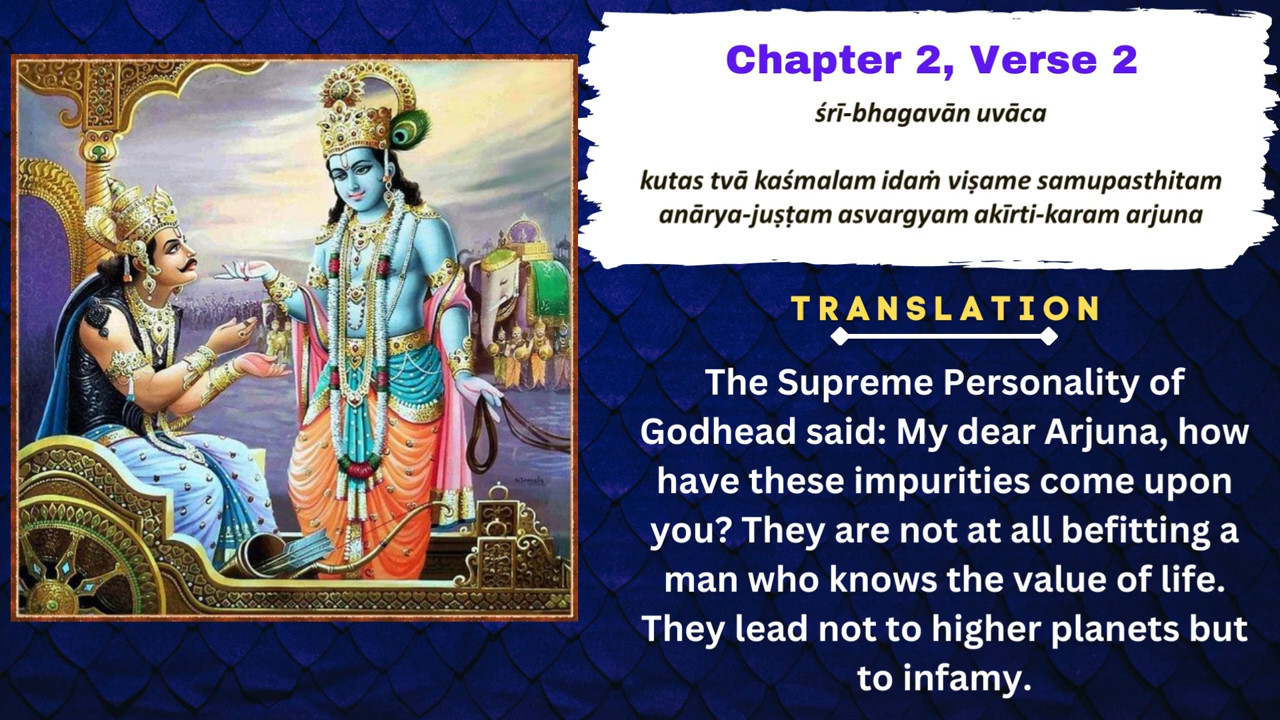 Chapter 2, Verse 2
śrī-bhagavān uvāca
kutas tvā kaśmalam idaṁ viṣame samupasthitam
anārya-juṣṭam asvargyam akīrti-karam arjuna
TRANSLATION
The Supreme Personality of
Godhead said: My dear Arjuna, how
have these impurities come upon
you? They are not at all befitting a
man who knows the value of life.
They lead not to higher planets but
to infamy.